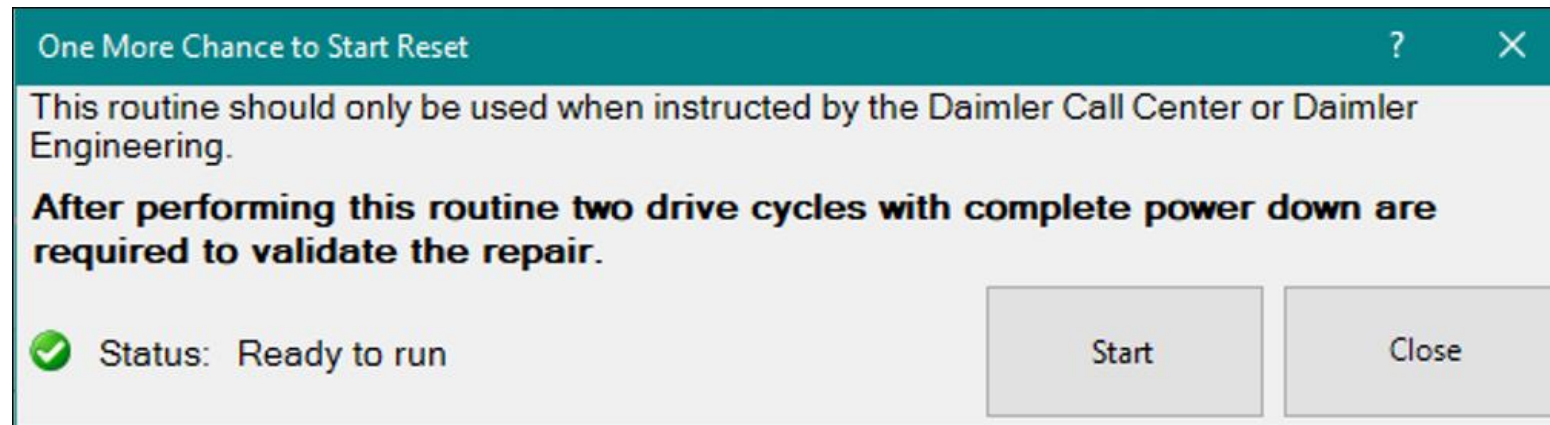 One More Chance to Start Reset ?
This routine should only be used when instructed by the Daimler Call Center or Daimler
Engineering.
After performing this routine two drive cycles with complete power down are
required to validate the repair.
Status: Ready to run Start Close